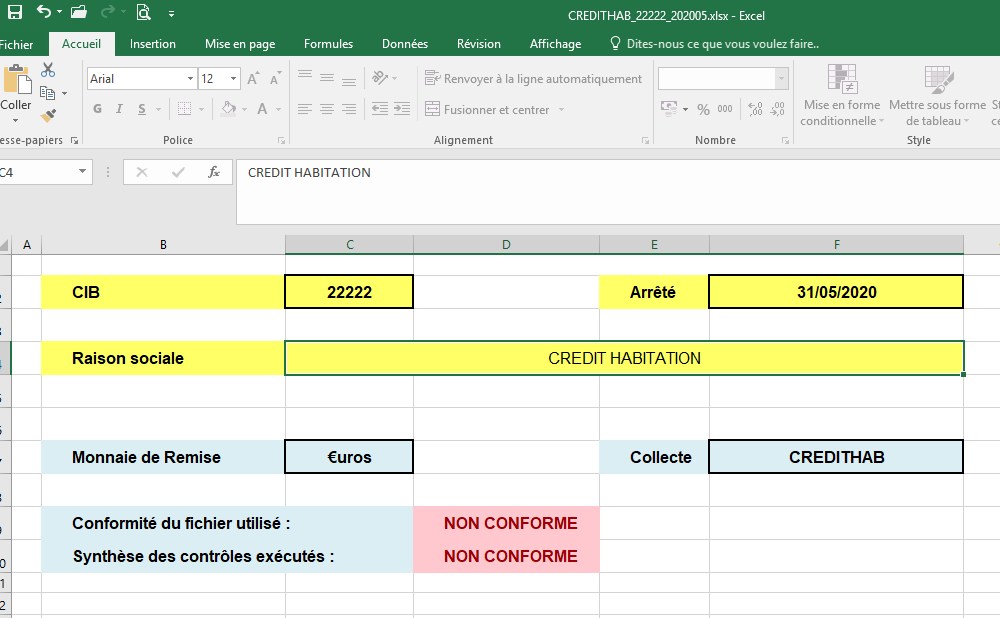 CREDITHAB_22222_202005.xlsx - Excel
Fichier Accueil Insertion Mise en page Formules Données Révision Affichage Dites-nous ce que vous voulez faire..
Arial 12 Renvoyer à la ligne automatiquement
Coller G I S A Fusionner et centrer % 000 Mise en forme Mettre sous forme
conditionnelle de tableau
esse-papiers Police Alignement Nombre Style
C4 fx CREDIT HABITATION
A B C D E F
CIB 22222 Arrêté 31/05/2020
Raison sociale CREDIT HABITATION
Monnaie de Remise €uros Collecte CREDITHAB
Conformité du fichier utilisé : NON CONFORME
Synthèse des contrôles exécutés : NON CONFORME